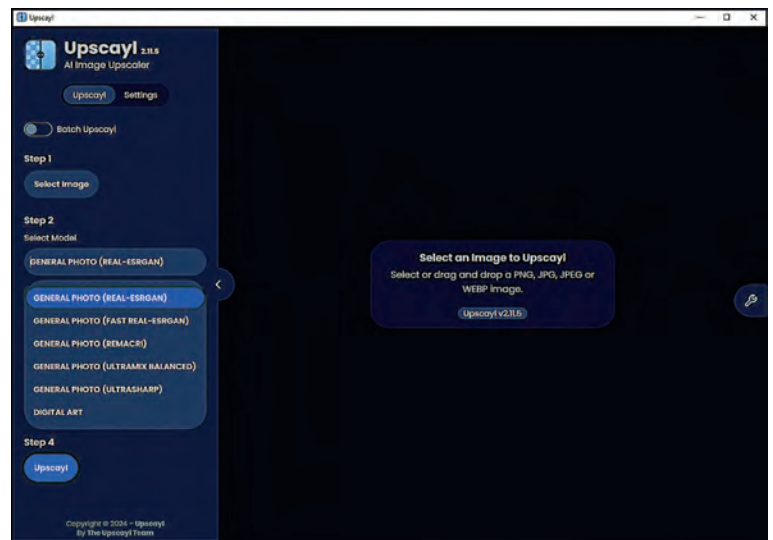 Upscayl
Upscayl 2.11.5
AI Image Upscaler
Upscayl Settings
Batch Upscayl
Step 1
Select Image
Step 2
Select Model
GENERAL PHOTO (REAL-ESRGAN)
GENERAL PHOTO (REAL-ESRGAN)
GENERAL PHOTO (FAST REAL-ESRGAN)
GENERAL PHOTO (REMACRI)
GENERAL PHOTO (ULTRAMIX BALANCED)
GENERAL PHOTO (ULTRASHARP)
DIGITAL ART
Step 4
Upscayl
Copyright © 2024 - Upscayl
By The Upscayl Team
Select an Image to Upscayl
Select or drag and drop a PNG, JPG, JPEG or
WEBP image.
Upscayl v2.11.5